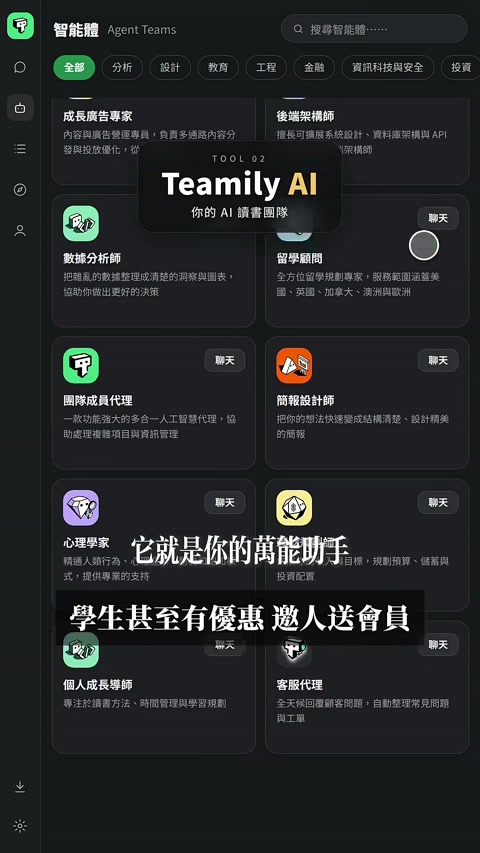 智能體 Agent Teams
搜尋智能體⋯⋯
全部
分析
設計
教育
工程
金融
資訊科技與安全
投資
成長廣告專家
內容與廣告營運專員，負責多通路內容分
發與投放優化，從
後端架構師
擅長可擴展系統設計、資料庫架構與 API
端架構師
TOOL 02
Teamily AI
你的 AI 讀書團隊
數據分析師
把雜亂的數據整理成清楚的洞察與圖表，
協助你做出更好的決策
聊天
留學顧問
全方位留學規劃專家，服務範圍涵蓋美
國、英國、加拿大、澳洲與歐洲
聊天
團隊成員代理
一款功能強大的多合一人工智慧代理，協
助處理複雜項目與資訊管理
聊天
簡報設計師
把你的想法快速變成結構清楚、設計精美
的簡報
聊天
心理學家
精通人類行為、心
式，提供專業的支持
聊天
目標，規劃預算、儲蓄與
投資配置
它就是你的萬能助手
學生甚至有優惠 邀人送會員
聊天
個人成長導師
專注於讀書方法、時間管理與學習規劃
聊天
客服代理
全天候回覆顧客問題，自動整理常見問題
與工單